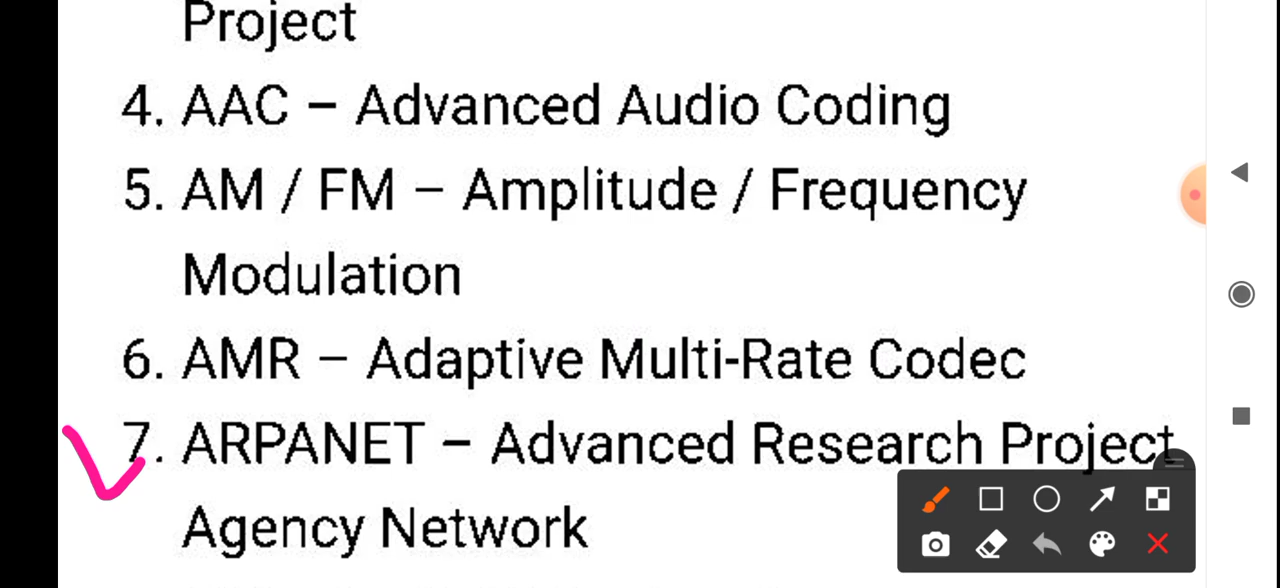 Project
4. AAC – Advanced Audio Coding
5. AM / FM – Amplitude / Frequency
Modulation
6. AMR – Adaptive Multi-Rate Codec
7. ARPANET – Advanced Research Project
Agency Network